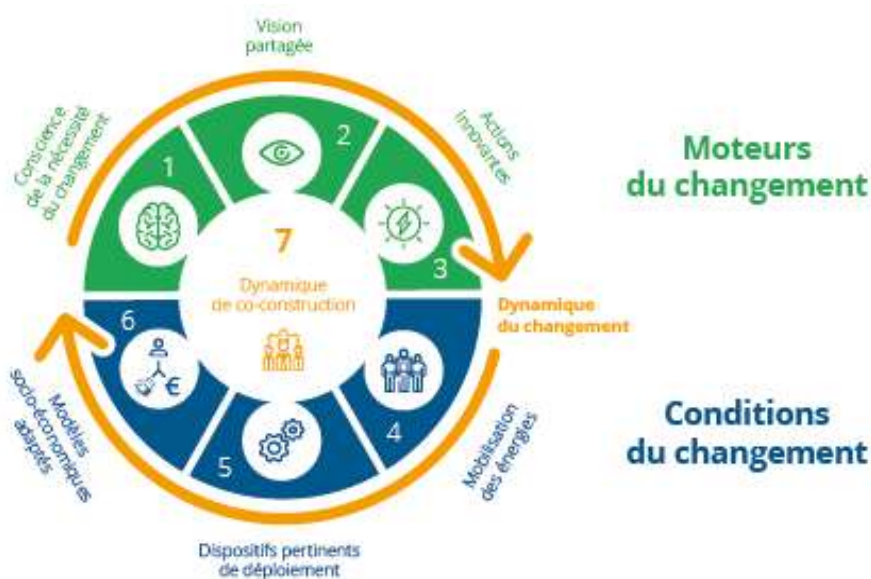 Vision
partagée
Conscience
de la nécessité
du changement
Actions
innovantes
1
2
3
Moteurs
du changement
7
Dynamique
de co-construction
Dynamique
du changement
6
€
5
4
Modèles
socio-économiques
adaptés
Mobilisation
des énergies
Conditions
du changement
Dispositifs pertinents
de déploiement